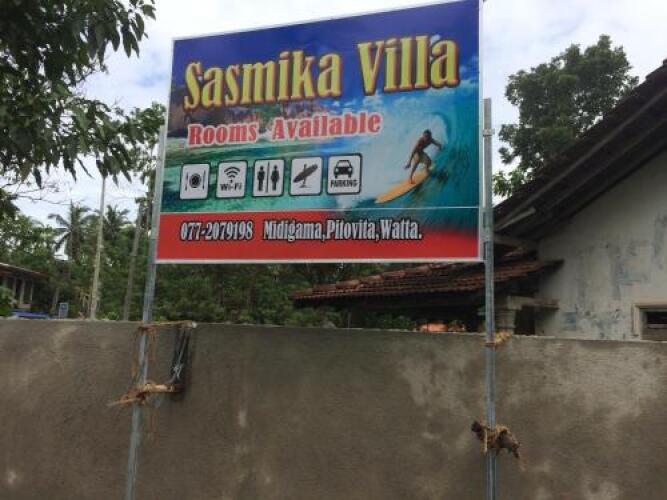 Sasmika Villa
Rooms Available
Wi-Fi
PARKING
077-2079198 Midigama,Pitovita,Watta.